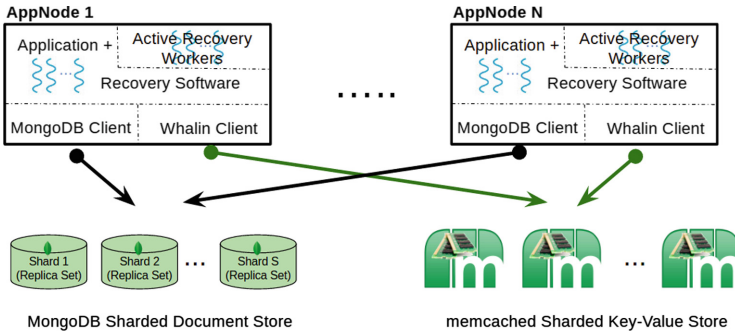 AppNode 1
Application +
Active Recovery
Workers
Recovery Software
MongoDB Client
Whalin Client
.....
AppNode N
Application +
Active Recovery
Workers
Recovery Software
MongoDB Client
Whalin Client
Shard 1
(Replica Set)
Shard 2
(Replica Set)
...
Shard S
(Replica Set)
m
m
...
m
MongoDB Sharded Document Store
memcached Sharded Key-Value Store